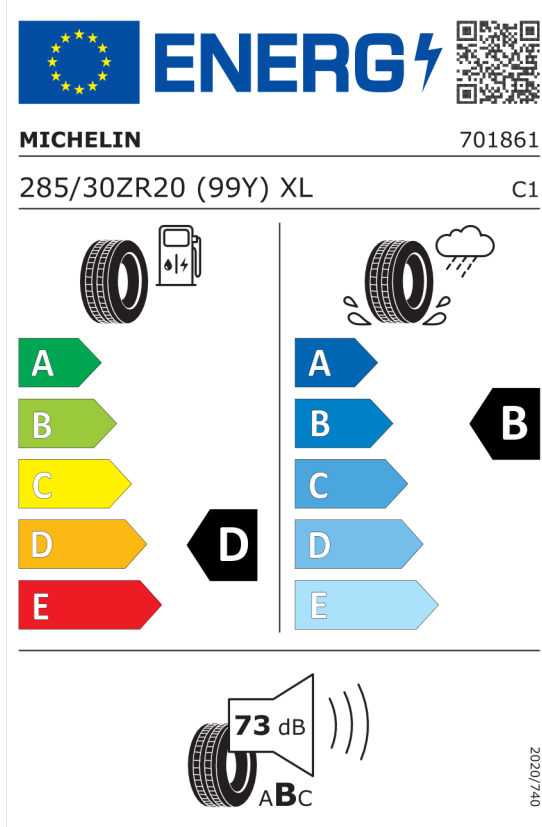 ENERG
MICHELIN 701861
285/30ZR20 (99Y) XL C1
A
B
C
D
E
D
A
B
C
D
E
B
73 dB
ABC
2020/740